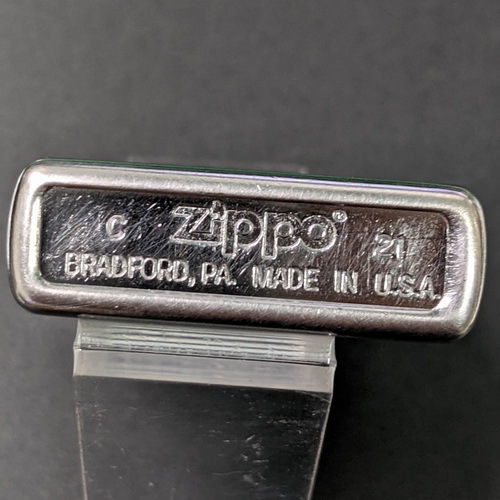 C Zippo® 21
BRADFORD, PA. MADE IN U.S.A.